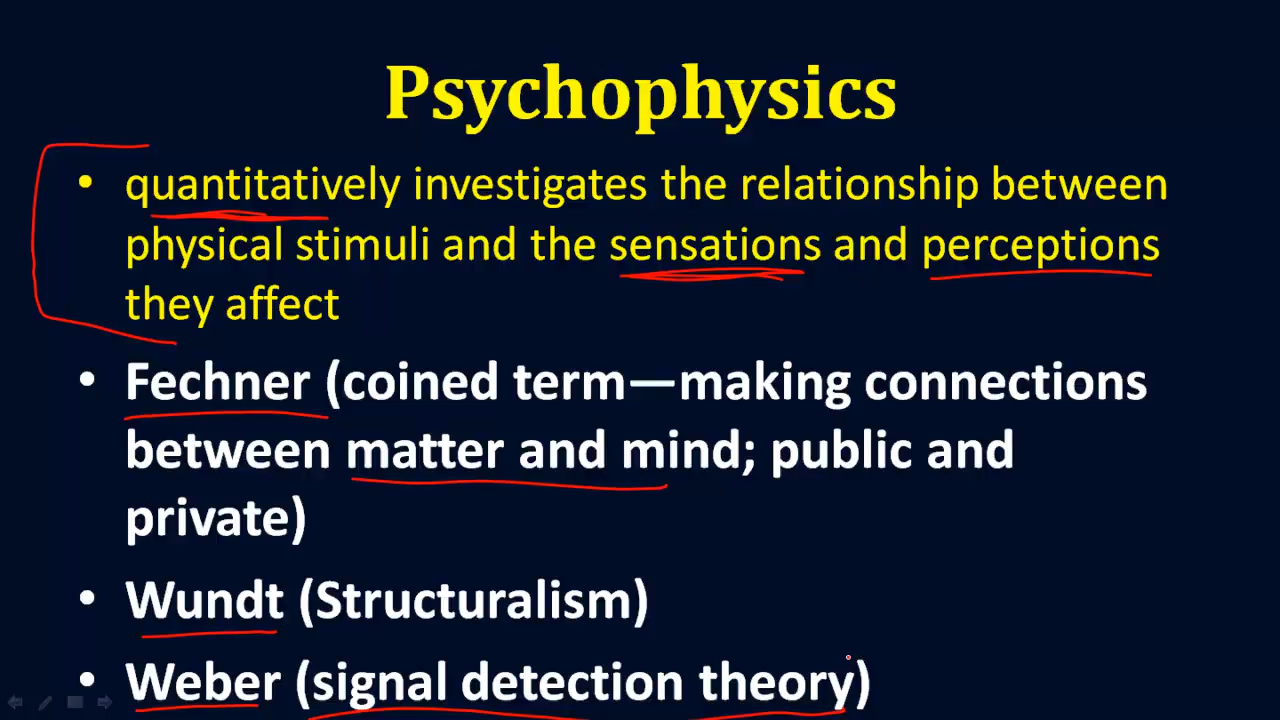 Psychophysics
• quantitatively investigates the relationship between
physical stimuli and the sensations and perceptions
they affect
• Fechner (coined term—making connections
between matter and mind; public and
private)
• Wundt (Structuralism)
• Weber (signal detection theory)